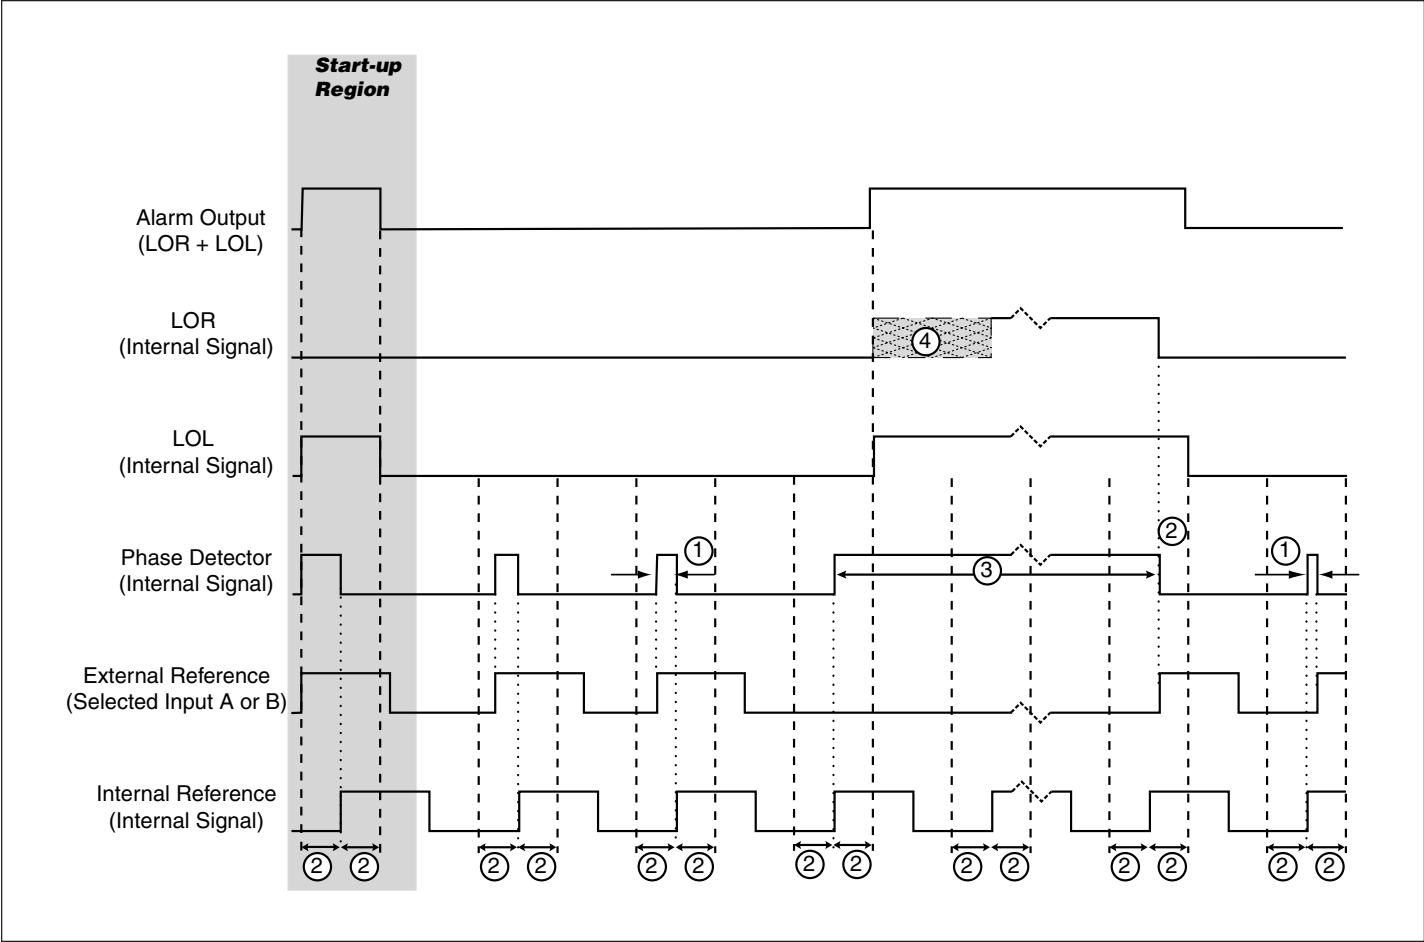 Start-up
Region
Alarm Output
(LOR + LOL)
LOR
(Internal Signal)
4
LOL
(Internal Signal)
2
Phase Detector
(Internal Signal)
1
3
1
External Reference
(Selected Input A or B)
Internal Reference
(Internal Signal)
2 2 2 2 2 2 2 2 2 2 2 2 2 2